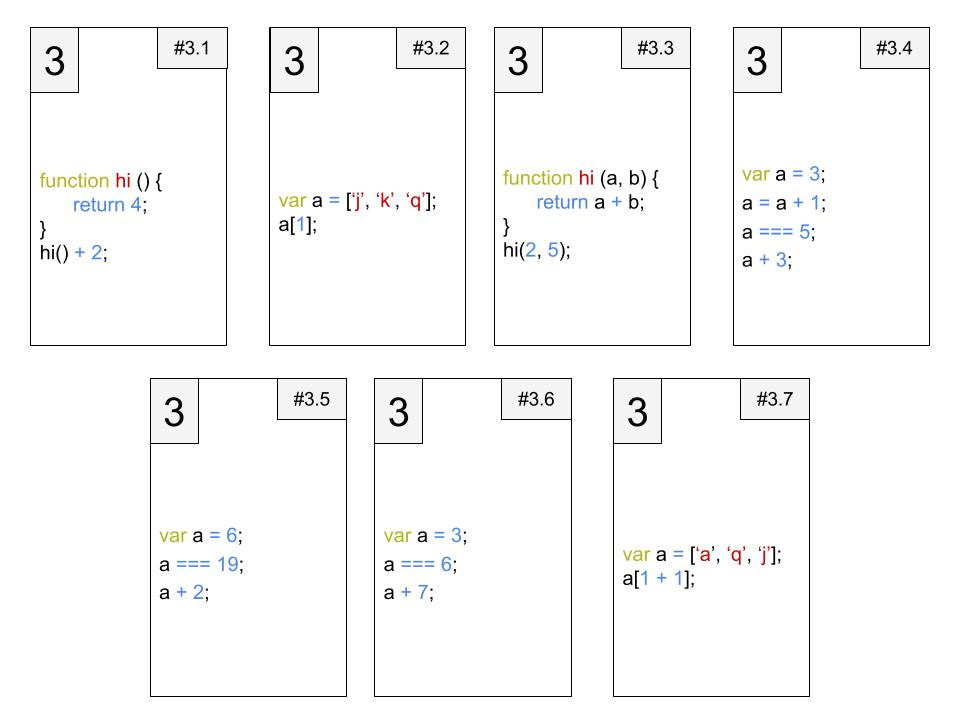 3
#3.1
function hi () {
return 4;
}
hi() + 2;
3
#3.2
var a = [‘j’, ‘k’, ‘q’];
a[1];
3
#3.3
function hi (a, b) {
return a + b;
}
hi(2, 5);
3
#3.4
var a = 3;
a = a + 1;
a === 5;
a + 3;
3
#3.5
var a = 6;
a === 19;
a + 2;
3
#3.6
var a = 3;
a === 6;
a + 7;
3
#3.7
var a = [‘a’, ‘q’, ‘j’];
a[1 + 1];